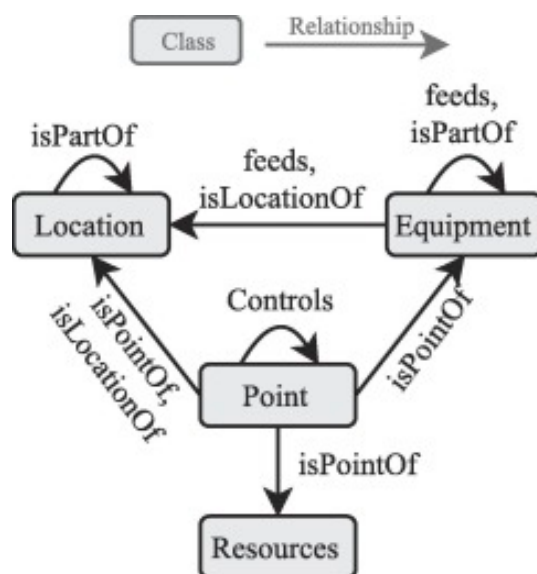 Class
Relationship
isPartOf
feeds,
isPartOf
feeds,
isLocationOf
Location
Equipment
isPointOf,
isLocationOf
Controls
isPointOf
Point
isPointOf
Resources